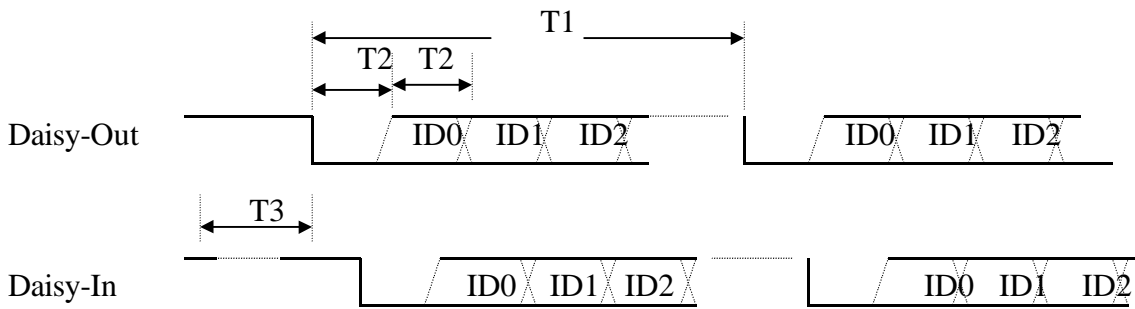 T1
T2 T2
Daisy-Out ID0 ID1 ID2 ID0 ID1 ID2
T3
Daisy-In ID0 ID1 ID2 ID0 ID1 ID2